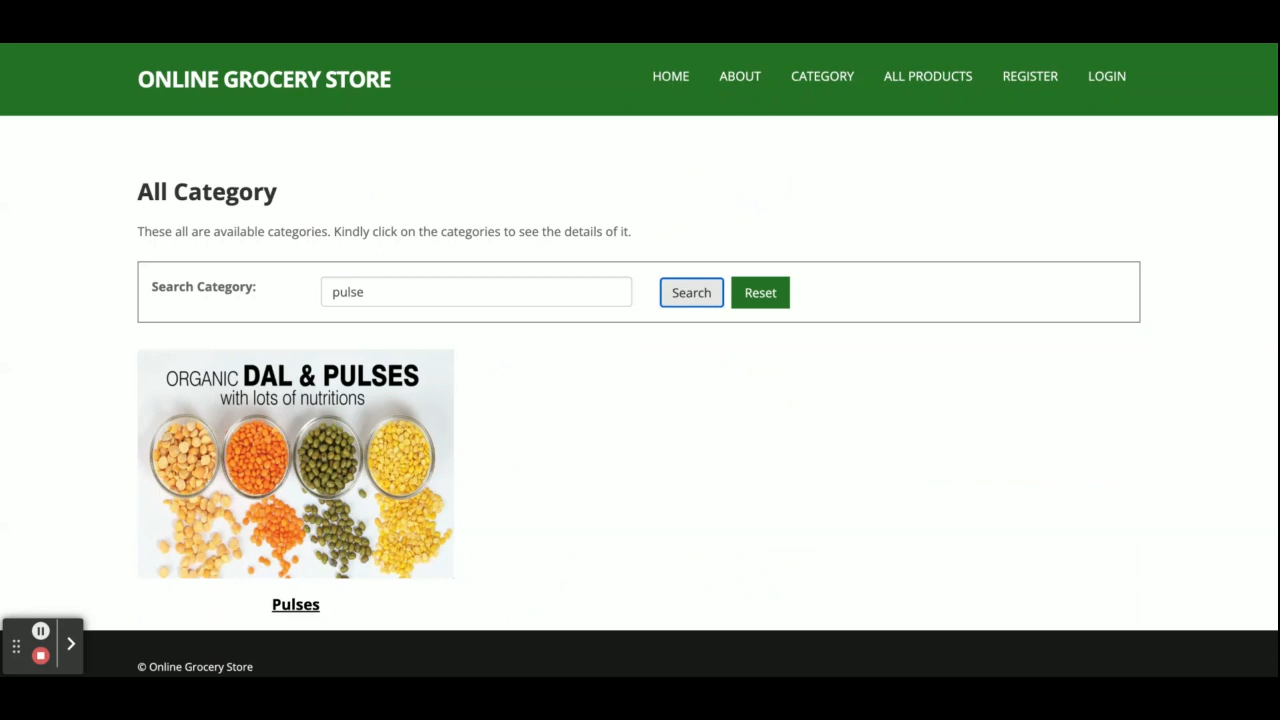 ONLINE GROCERY STORE
HOME ABOUT CATEGORY ALL PRODUCTS REGISTER LOGIN
All Category
These all are available categories. Kindly click on the categories to see the details of it.
Search Category: pulse Search Reset
ORGANIC DAL & PULSES
with lots of nutritions
Pulses
© Online Grocery Store